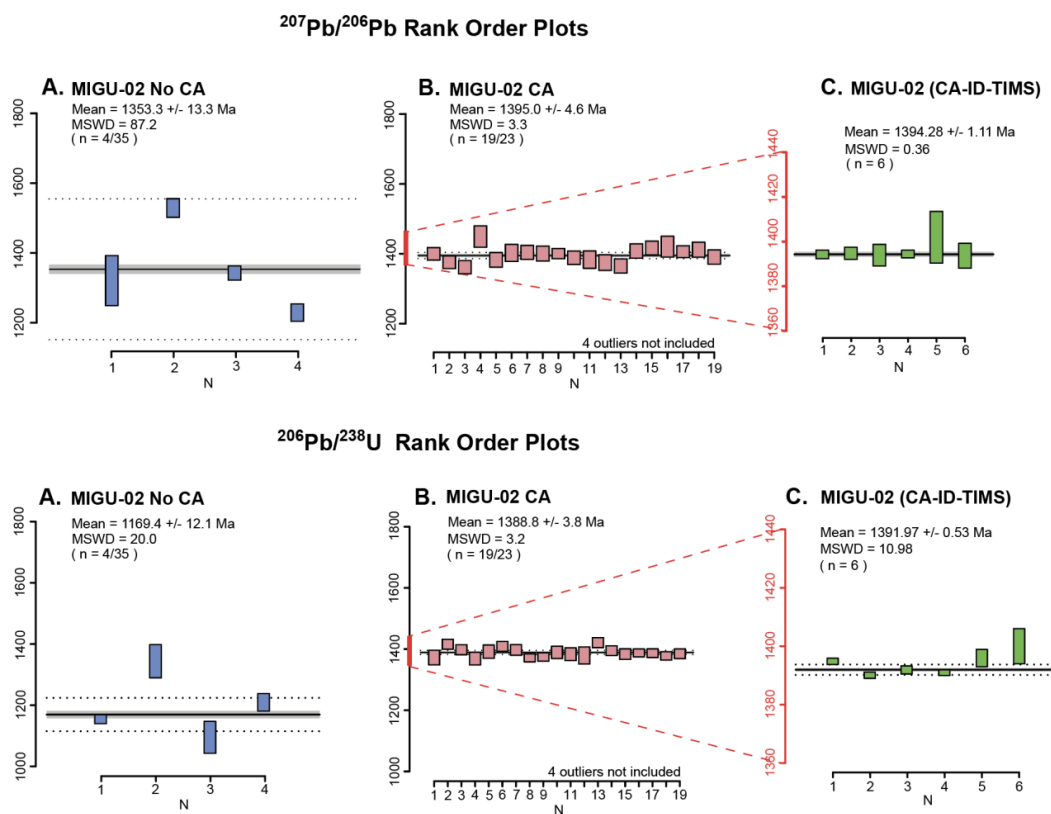 207Pb/206Pb Rank Order Plots
A. MIGU-02 No CA
Mean = 1353.3 +/- 13.3 Ma
MSWD = 87.2
( n = 4/35 )
1800
1600
1400
1200
1 2 3 4
N
B. MIGU-02 CA
Mean = 1395.0 +/- 4.6 Ma
MSWD = 3.3
(n = 19/23)
1800
1600
1400
1200
4 outliers not included
1 2 3 4 5 6 7 8 9 11 13 15 17 19
N
C. MIGU-02 (CA-ID-TIMS)
Mean = 1394.28 +/- 1.11 Ma
MSWD = 0.36
(n = 6)
1440
1420
1400
1380
1360
1 2 3 4 5 6
N
206Pb/238U Rank Order Plots
A. MIGU-02 No CA
Mean = 1169.4 +/- 12.1 Ma
MSWD = 20.0
( n = 4/35 )
1800
1600
1400
1200
1000
1 2 3 4
N
B. MIGU-02 CA
Mean = 1388.8 +/- 3.8 Ma
MSWD = 3.2
(n = 19/23)
1800
1600
1400
1200
1000
4 outliers not included
1 2 3 4 5 6 7 8 9 11 13 15 17 19
N
C. MIGU-02 (CA-ID-TIMS)
Mean = 1391.97 +/- 0.53 Ma
MSWD = 10.98
(n = 6)
1440
1420
1400
1380
1360
1 2 3 4 5 6
N